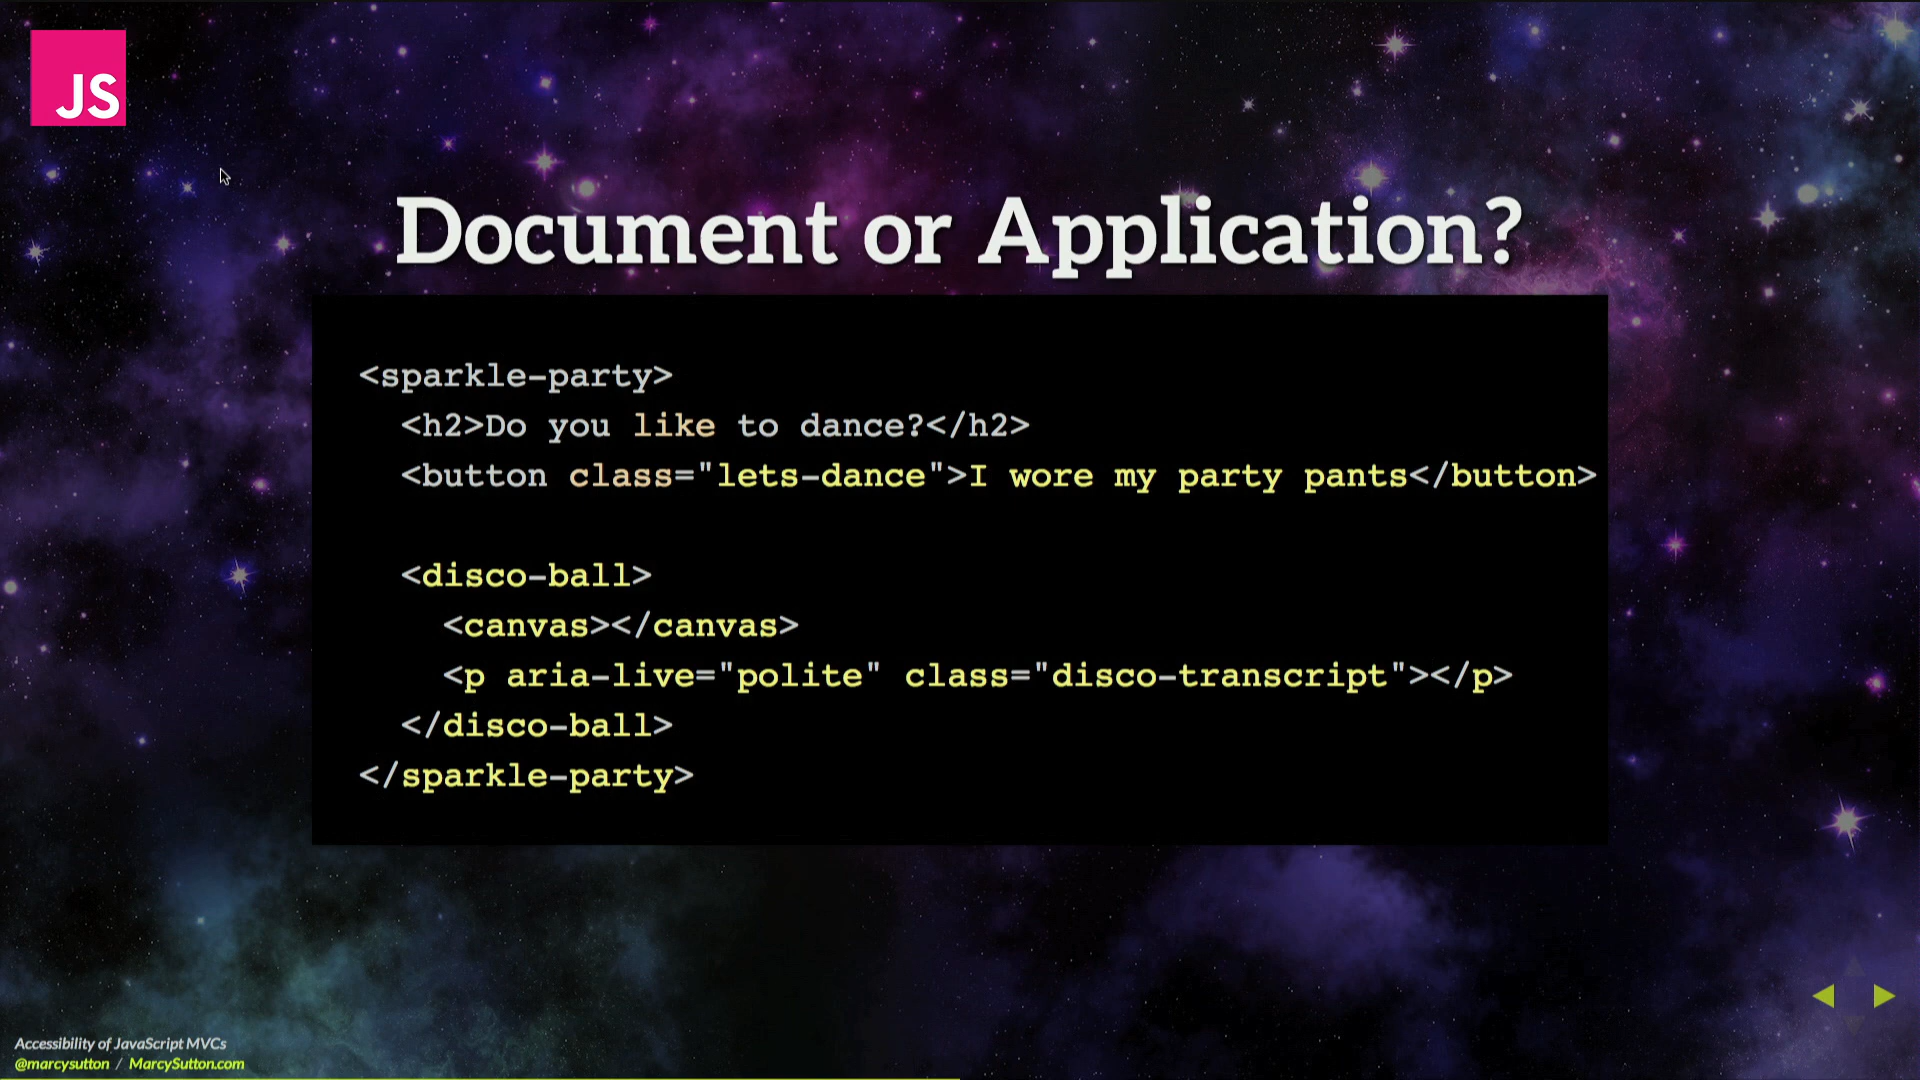 JS
Document or Application?
<sparkle-party>
<h2>Do you like to dance?</h2>
<button class="lets-dance">I wore my party pants</button>
<disco-ball>
<canvas></canvas>
<p aria-live="polite" class="disco-transcript"></p>
</disco-ball>
</sparkle-party>
Accessibility of JavaScript MVCs
@marcysutton / MarcySutton.com